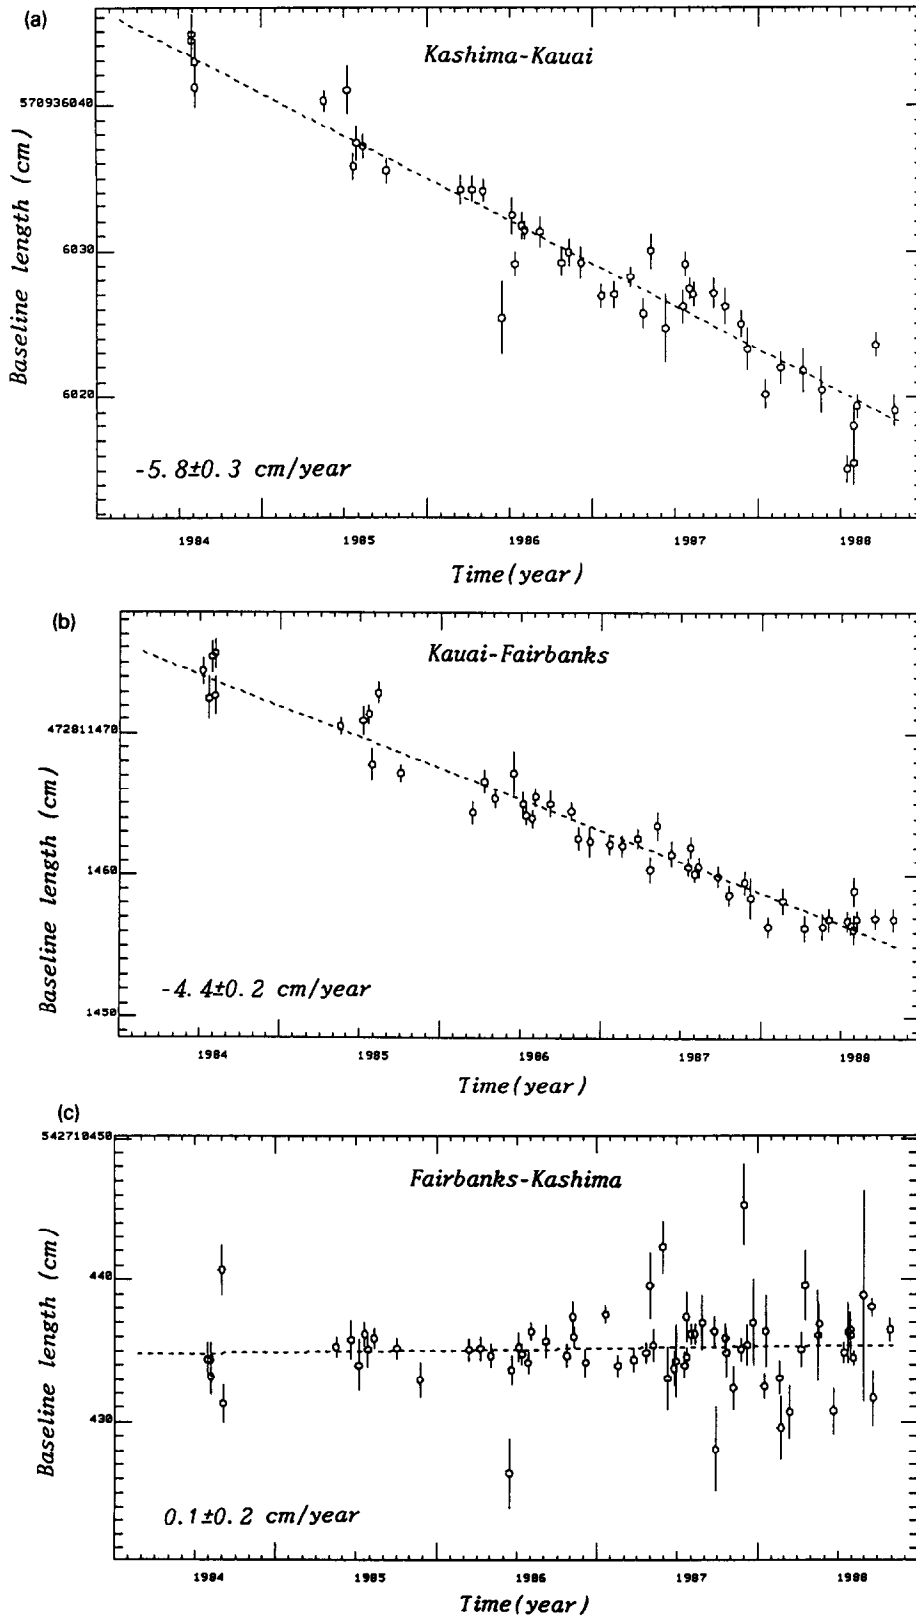 (a)
Kashima-Kauai
570936040
6030
6020
Baseline length (cm)
-5.8±0.3 cm/year
1984 1985 1986 1987 1988
Time(year)
(b)
Kauai-Fairbanks
472811470
1460
1450
Baseline length (cm)
-4.4±0.2 cm/year
1984 1985 1986 1987 1988
Time(year)
(c)
542710450
Fairbanks-Kashima
440
430
Baseline length (cm)
0.1±0.2 cm/year
1984 1985 1986 1987 1988
Time(year)